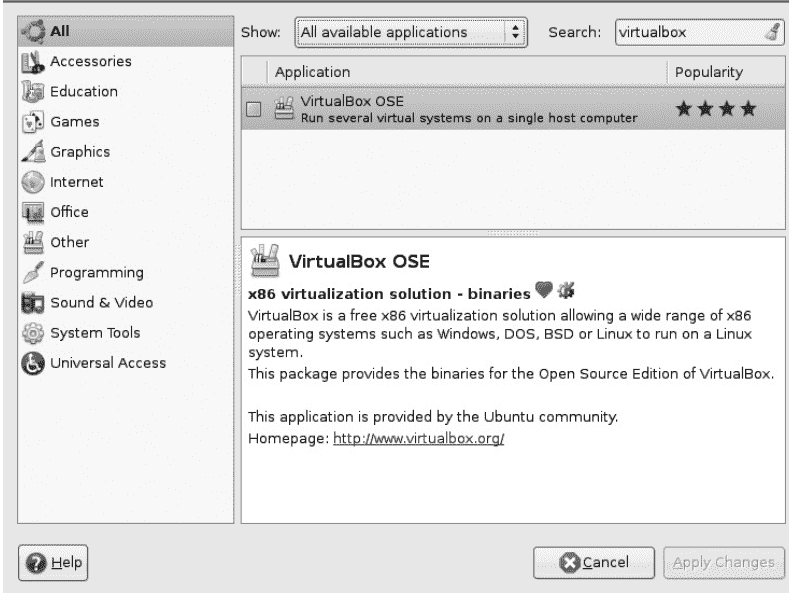 All
Accessories
Education
Games
Graphics
Internet
Office
Other
Programming
Sound & Video
System Tools
Universal Access
Show: All available applications Search: virtualbox
Application Popularity
VirtualBox OSE
Run several virtual systems on a single host computer
VirtualBox OSE
x86 virtualization solution - binaries
VirtualBox is a free x86 virtualization solution allowing a wide range of x86
operating systems such as Windows, DOS, BSD or Linux to run on a Linux
system.
This package provides the binaries for the Open Source Edition of VirtualBox.
This application is provided by the Ubuntu community.
Homepage: http://www.virtualbox.org/
Help Cancel Apply Changes